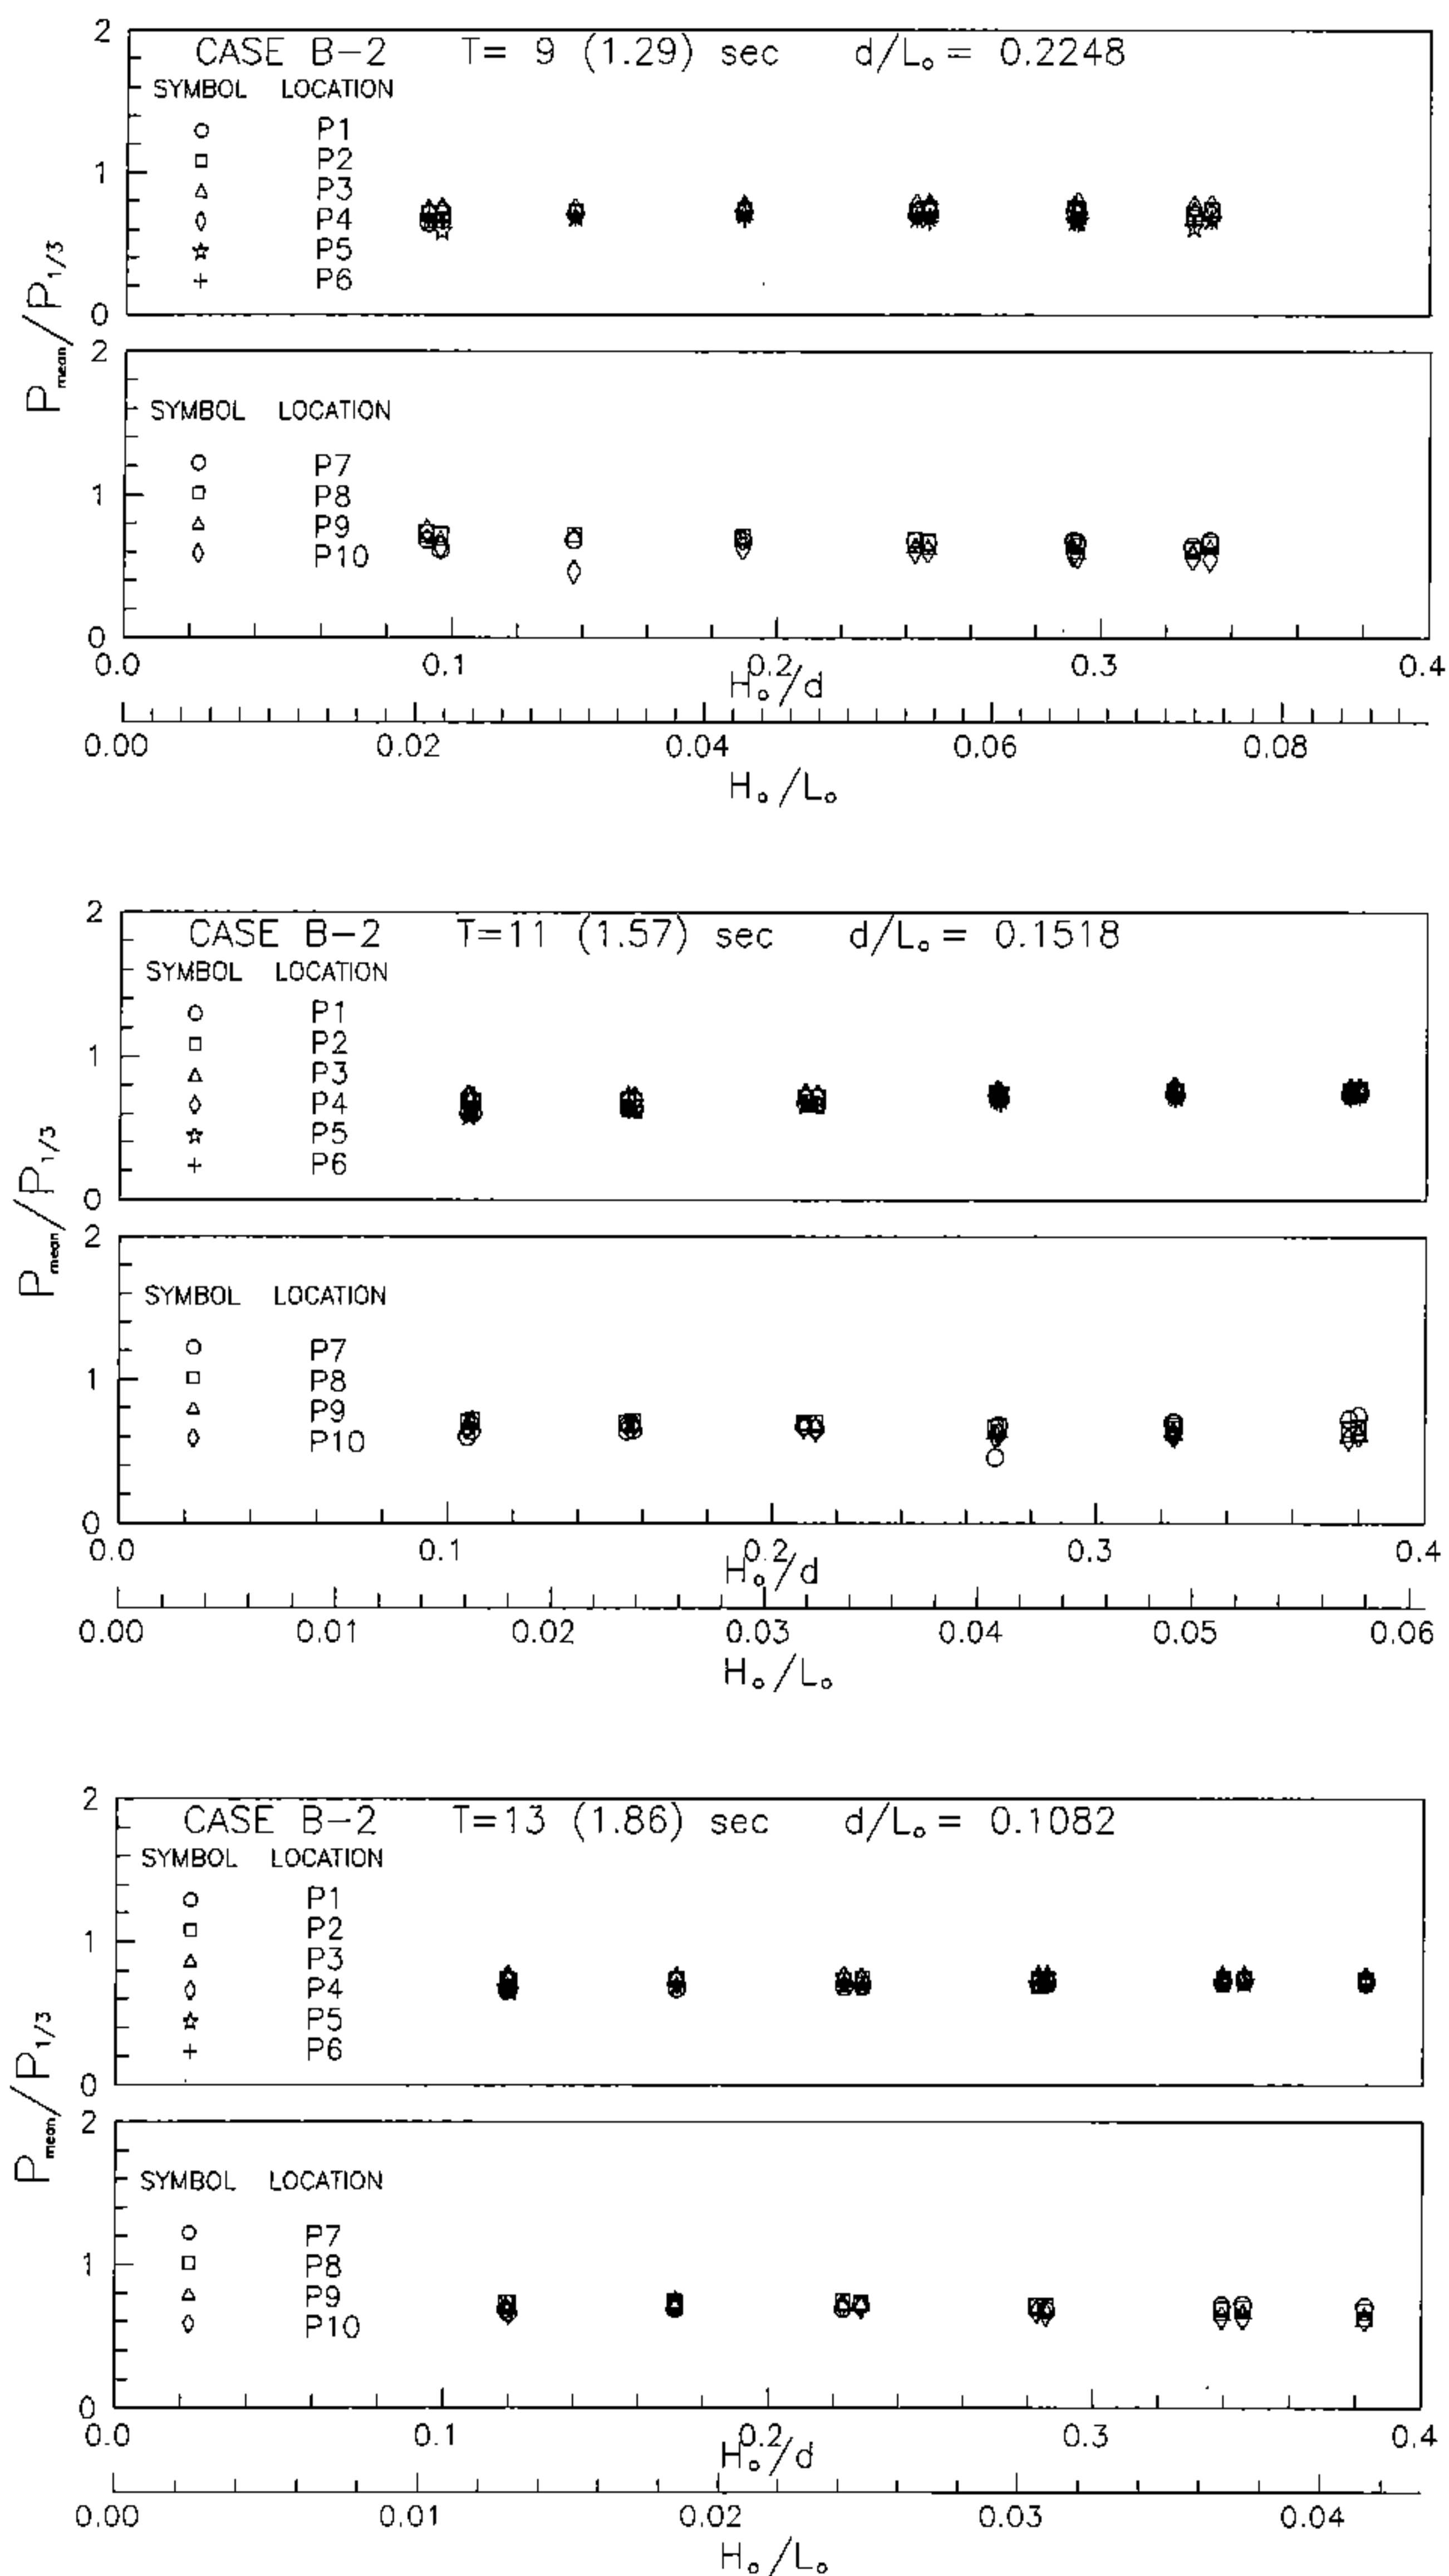 2
CASE B-2 T= 9 (1.29) sec d/Lo = 0.2248
SYMBOL LOCATION
P1
1
P2
P3
P4
P5
P6
0
Pmean/P1/3
2
SYMBOL LOCATION
P7
1
P8
P9
P10
0
0.0 0.1 0.2 0.3 0.4
Ho/d
0.00 0.02 0.04 0.06 0.08
Ho/Lo
2
CASE B-2 T=11 (1.57) sec d/Lo = 0.1518
SYMBOL LOCATION
P1
P2
1
P3
P4
P5
P6
0
Pmean/P1/3
2
SYMBOL LOCATION
P7
1
P8
P9
P10
0
0.0 0.1 0.2 0.3 0.4
Ho/d
0.00 0.01 0.02 0.03 0.04 0.05 0.06
Ho/Lo
2
CASE B-2 T=13 (1.86) sec d/Lo = 0.1082
SYMBOL LOCATION
P1
P2
1
P3
P4
P5
P6
0
Pmean/P1/3
2
SYMBOL LOCATION
P7
1
P8
P9
P10
0
0.0 0.1 0.2 0.3 0.4
Ho/d
0.00 0.01 0.02 0.03 0.04
Ho/Lo